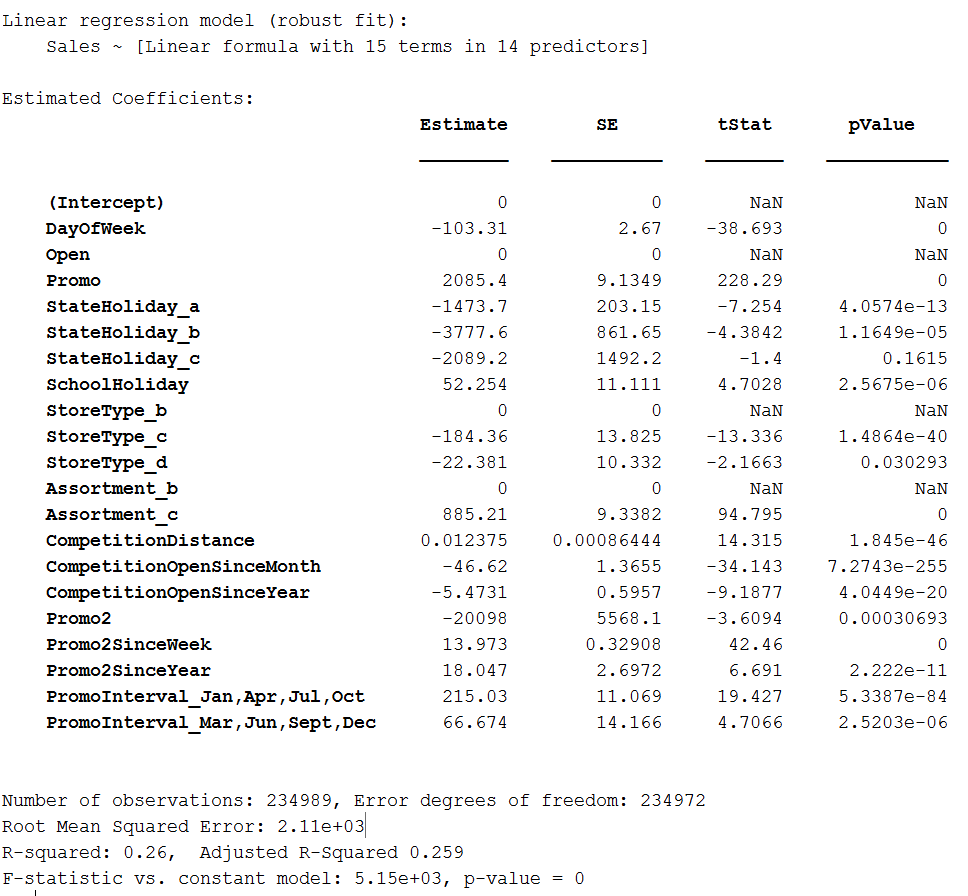 Linear regression model (robust fit):
Sales ~ [Linear formula with 15 terms in 14 predictors]
Estimated Coefficients:
Estimate SE tStat pValue
(Intercept) 0 0 NaN NaN
DayOfWeek -103.31 2.67 -38.693 0
Open 0 0 NaN NaN
Promo 2085.4 9.1349 228.29 0
StateHoliday_a -1473.7 203.15 -7.254 4.0574e-13
StateHoliday_b -3777.6 861.65 -4.3842 1.1649e-05
StateHoliday_c -2089.2 1492.2 -1.4 0.1615
SchoolHoliday 52.254 11.111 4.7028 2.5675e-06
StoreType_b 0 0 NaN NaN
StoreType_c -184.36 13.825 -13.336 1.4864e-40
StoreType_d -22.381 10.332 -2.1663 0.030293
Assortment_b 0 0 NaN NaN
Assortment_c 885.21 9.3382 94.795 0
CompetitionDistance 0.012375 0.00086444 14.315 1.845e-46
CompetitionOpenSinceMonth -46.62 1.3655 -34.143 7.2743e-255
CompetitionOpenSinceYear -5.4731 0.5957 -9.1877 4.0449e-20
Promo2 -20098 5568.1 -3.6094 0.00030693
Promo2SinceWeek 13.973 0.32908 42.46 0
Promo2SinceYear 18.047 2.6972 6.691 2.222e-11
PromoInterval_Jan,Apr,Jul,Oct 215.03 11.069 19.427 5.3387e-84
PromoInterval_Mar,Jun,Sept,Dec 66.674 14.166 4.7066 2.5203e-06
Number of observations: 234989, Error degrees of freedom: 234972
Root Mean Squared Error: 2.11e+03
R-squared: 0.26, Adjusted R-Squared 0.259
F-statistic vs. constant model: 5.15e+03, p-value = 0